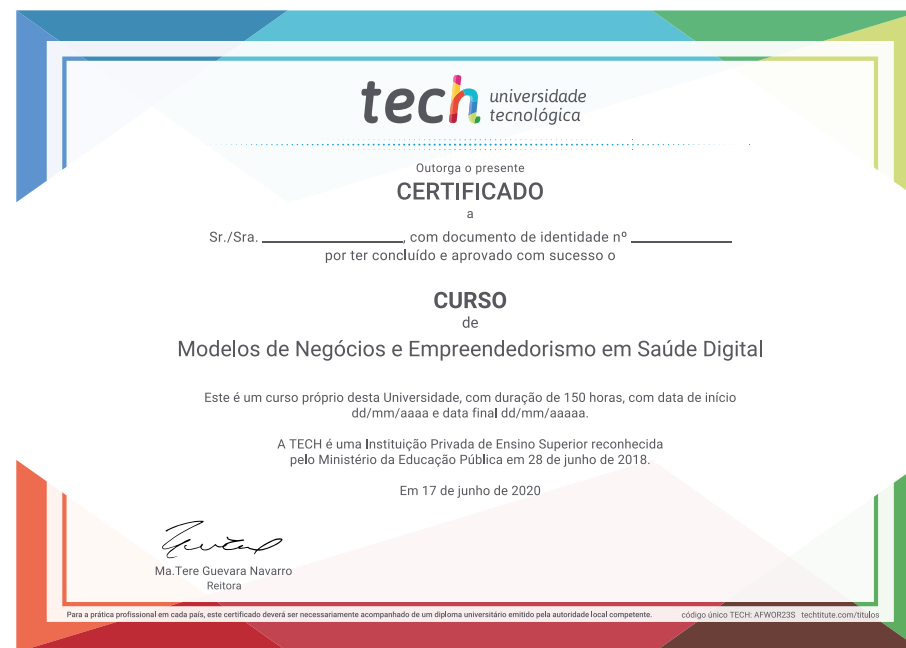 tech universidade
tecnológica
Outorga o presente
CERTIFICADO
a
Sr./Sra. ____________________, com documento de identidade nº ______________
por ter concluído e aprovado com sucesso o
CURSO
de
Modelos de Negócios e Empreendedorismo em Saúde Digital
Este é um curso próprio desta Universidade, com duração de 150 horas, com data de início
dd/mm/aaaa e data final dd/mm/aaaaa.
A TECH é uma Instituição Privada de Ensino Superior reconhecida
pelo Ministério da Educação Pública em 28 de junho de 2018.
Em 17 de junho de 2020
Ma.Tere Guevara Navarro
Reitora
Para a prática profissional em cada país, este certificado deverá ser necessariamente acompanhado de um diploma universitário emitido pela autoridade local competente. código único TECH: AFWOR23S techtitute.com/titulos